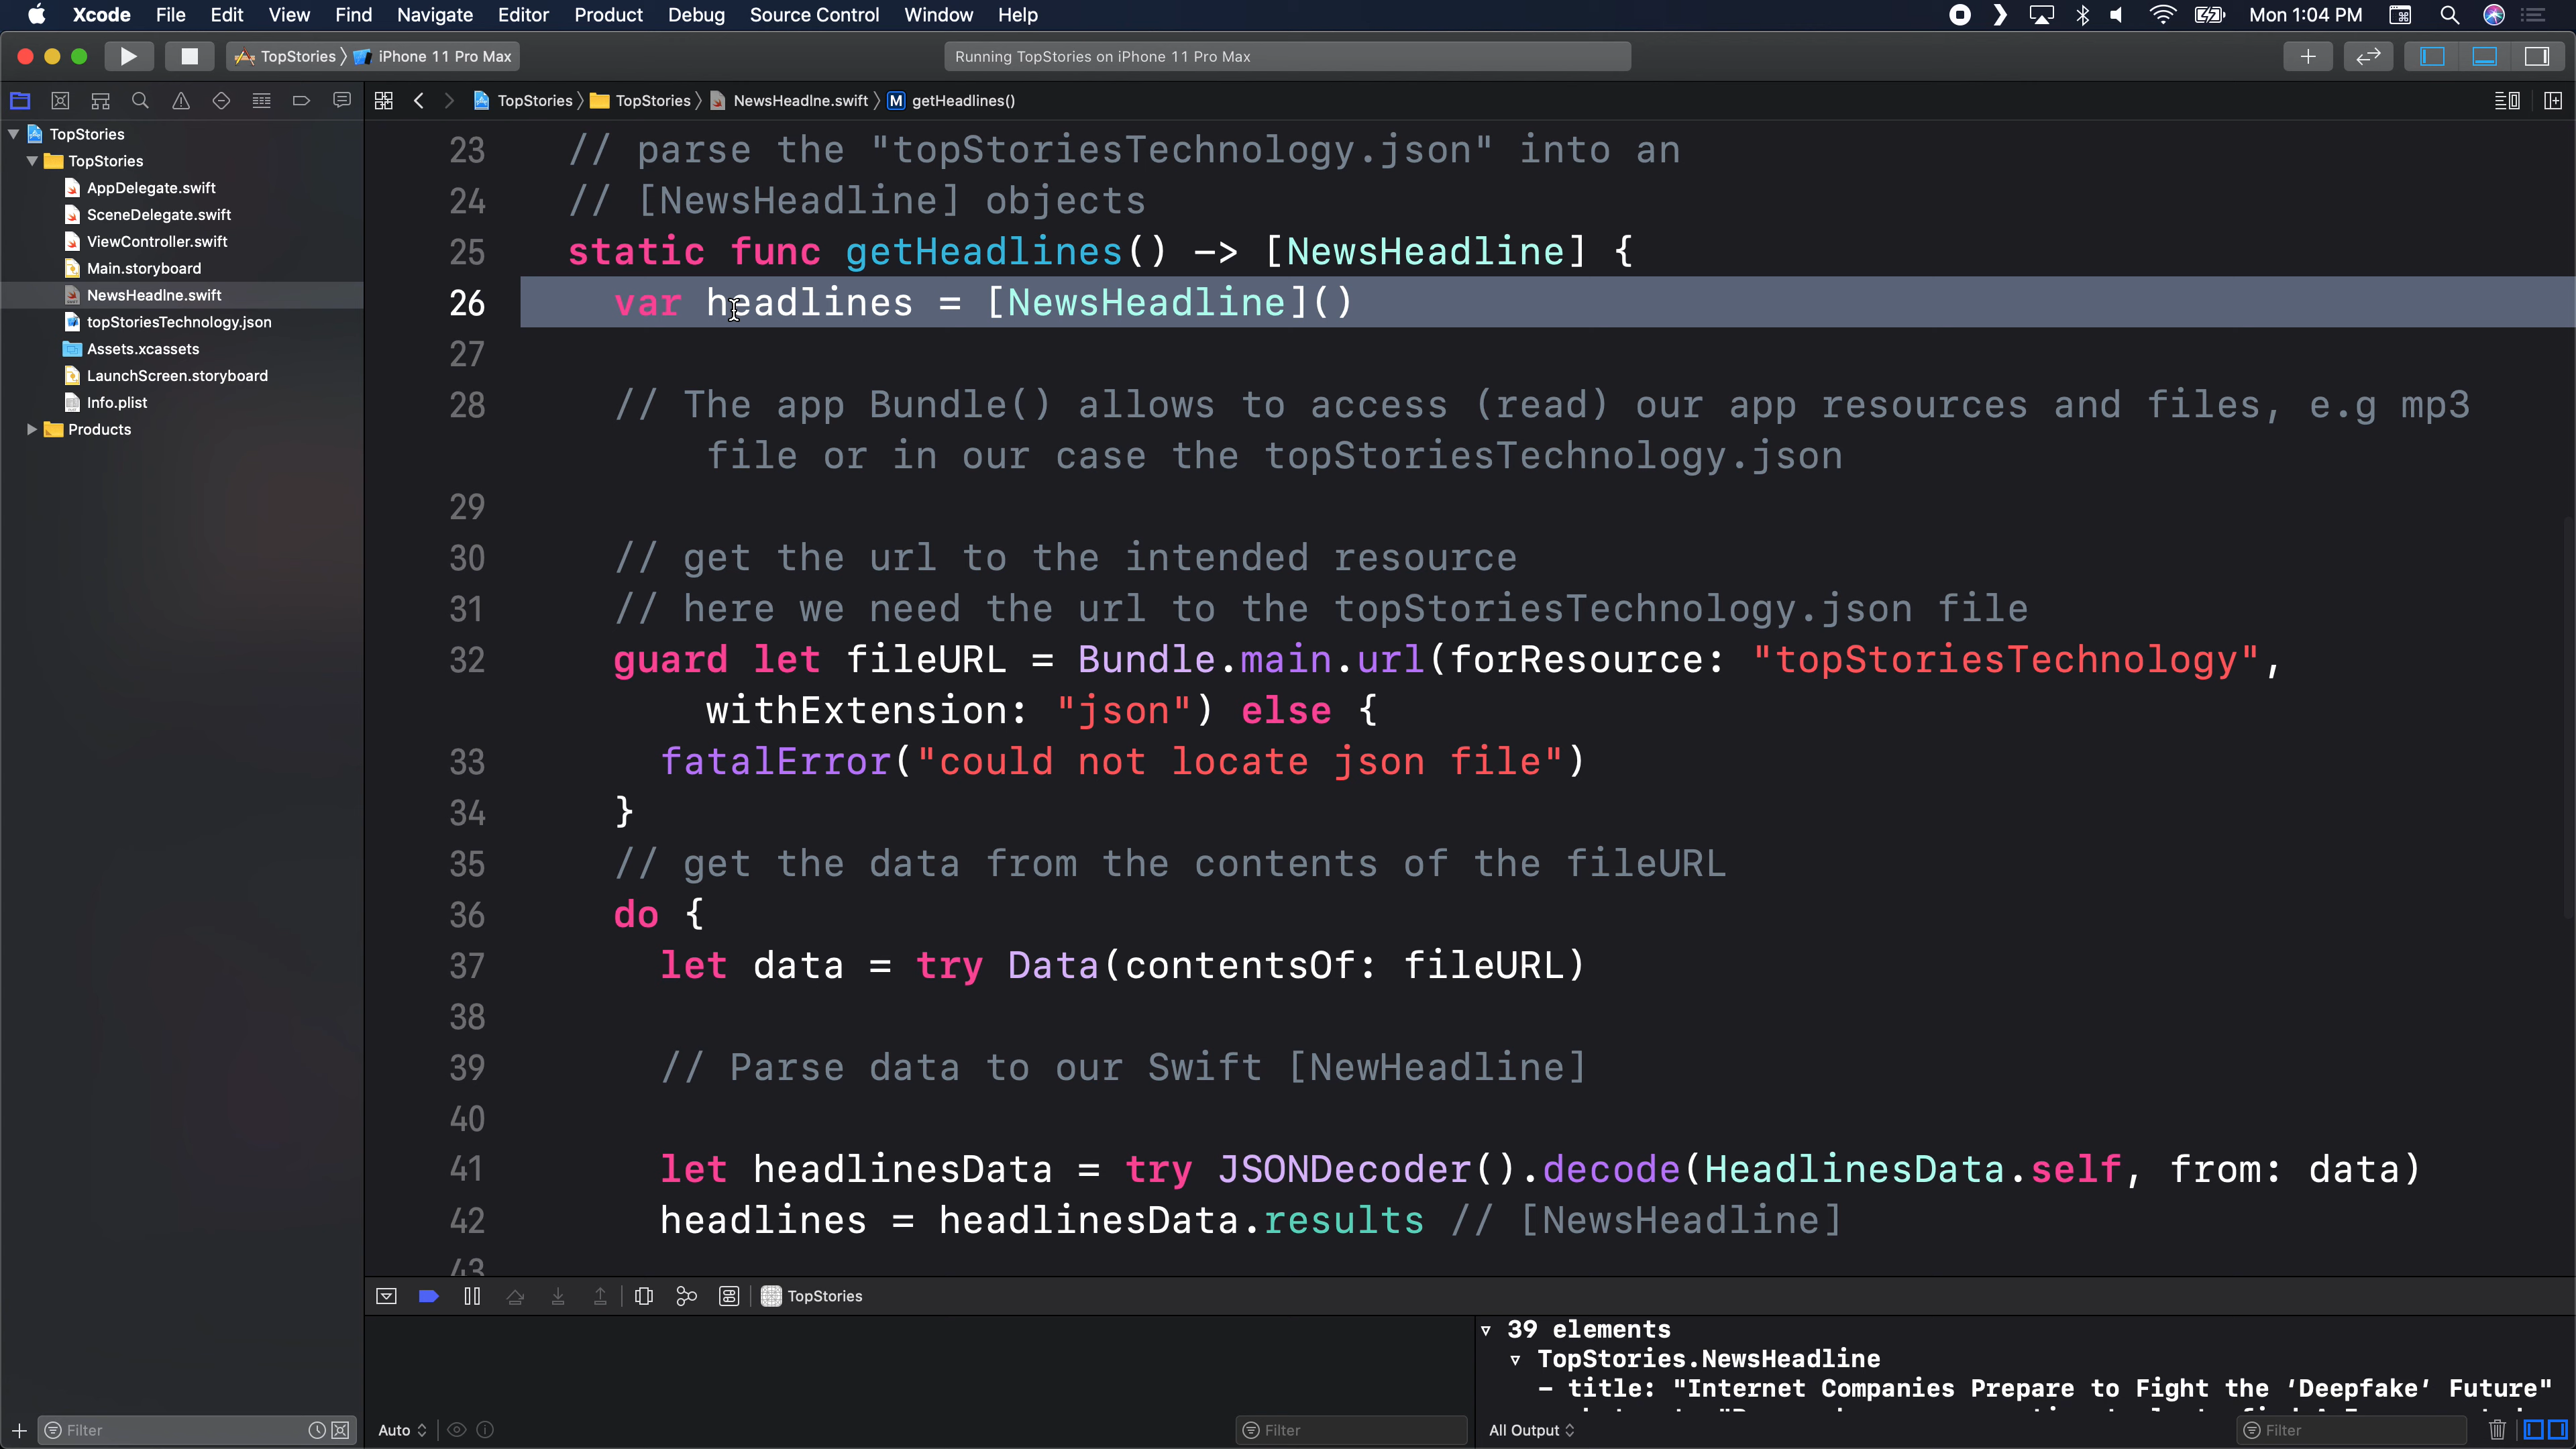 Xcode File Edit View Find Navigate Editor Product Debug Source Control Window Help Mon 1:04 PM
TopStories iPhone 11 Pro Max Running TopStories on iPhone 11 Pro Max
TopStories TopStories NewsHeadlne.swift M getHeadlines()
TopStories
TopStories
AppDelegate.swift
SceneDelegate.swift
ViewController.swift
Main.storyboard
NewsHeadlne.swift
topStoriesTechnology.json
Assets.xcassets
LaunchScreen.storyboard
Info.plist
Products
Filter
23 // parse the "topStoriesTechnology.json" into an
24 // [NewsHeadline] objects
25 static func getHeadlines() -> [NewsHeadline] {
26 var headlines = [NewsHeadline]()
27
28 // The app Bundle() allows to access (read) our app resources and files, e.g mp3
file or in our case the topStoriesTechnology.json
29
30 // get the url to the intended resource
31 // here we need the url to the topStoriesTechnology.json file
32 guard let fileURL = Bundle.main.url(forResource: "topStoriesTechnology",
withExtension: "json") else {
33 fatalError("could not locate json file")
34 }
35 // get the data from the contents of the fileURL
36 do {
37 let data = try Data(contentsOf: fileURL)
38
39 // Parse data to our Swift [NewHeadline]
40
41 let headlinesData = try JSONDecoder().decode(HeadlinesData.self, from: data)
42 headlines = headlinesData.results // [NewsHeadline]
43
TopStories
39 elements
TopStories.NewsHeadline
- title: "Internet Companies Prepare to Fight the ‘Deepfake’ Future"
Auto Filter All Output Filter